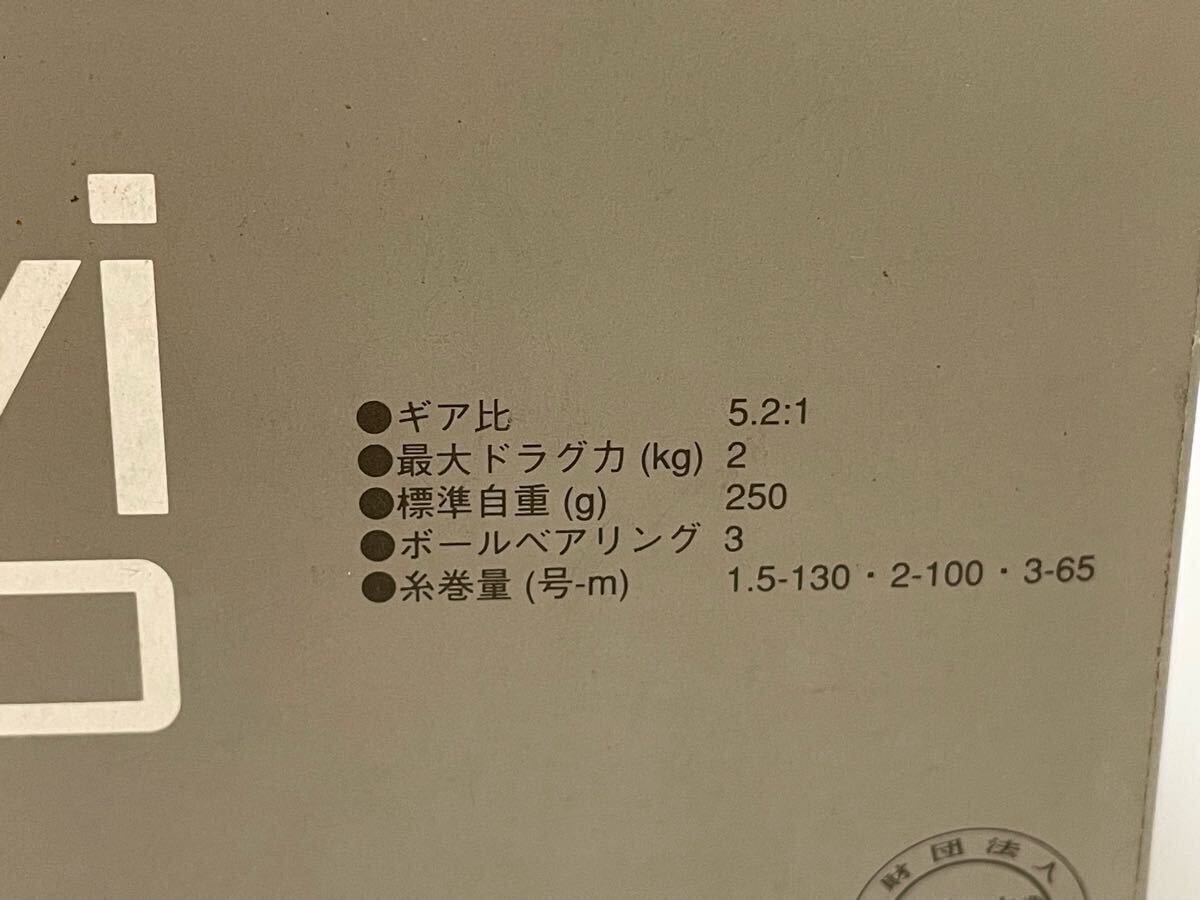 vi
●ギア比 5.2:1
●最大ドラグ力 (kg) 2
●標準自重 (g) 250
●ボールベアリング 3
●糸巻量 (号-m) 1.5-130・2-100・3-65
財団法人